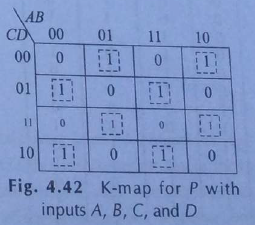 AB
CD 00 01 11 10
00 0 1 0 1
01 1 0 1 0
11 0 1 0 1
10 1 0 1 0
Fig. 4.42 K-map for P with
inputs A, B, C, and D